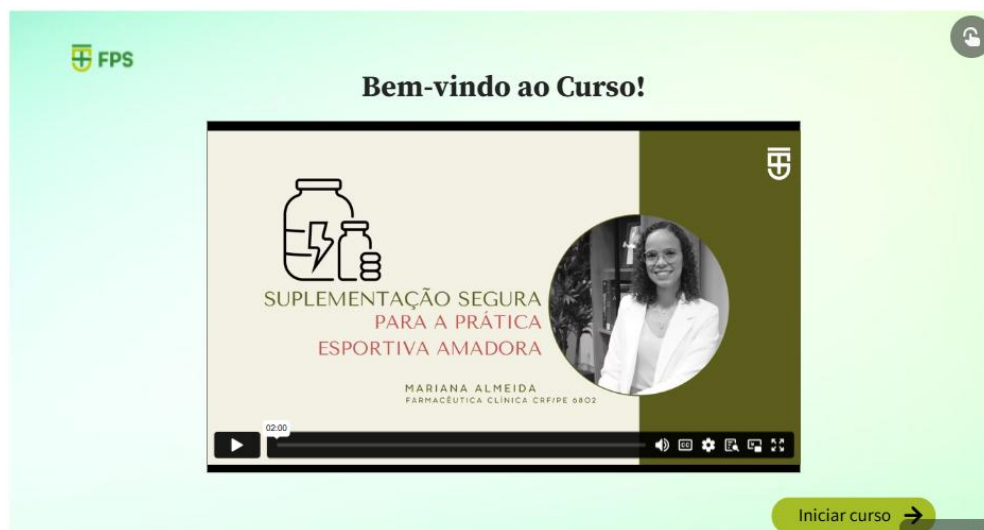 FPS
Bem-vindo ao Curso!
SUPLEMENTAÇÃO SEGURA
PARA A PRÁTICA
ESPORTIVA AMADORA
MARIANA ALMEIDA
FARMACÊUTICA CLÍNICA CRF/PE 6802
02:00
CC
Iniciar curso